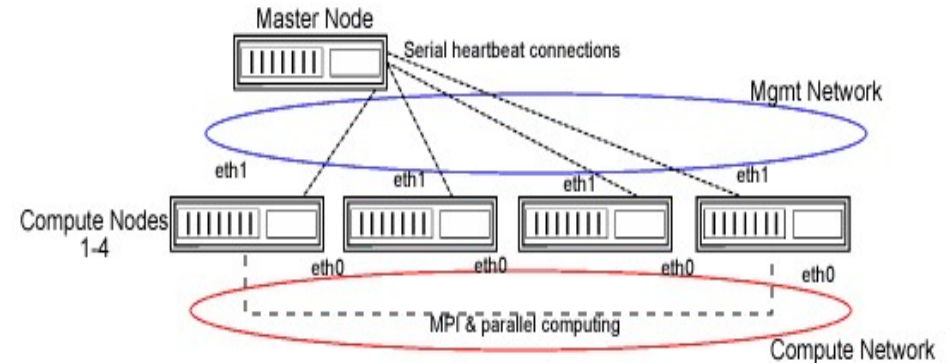 Master Node
Serial heartbeat connections
Mgmt Network
eth1
eth1
eth1
eth1
Compute Nodes
1-4
eth0
eth0
eth0
eth0
MPI & parallel computing
Compute Network